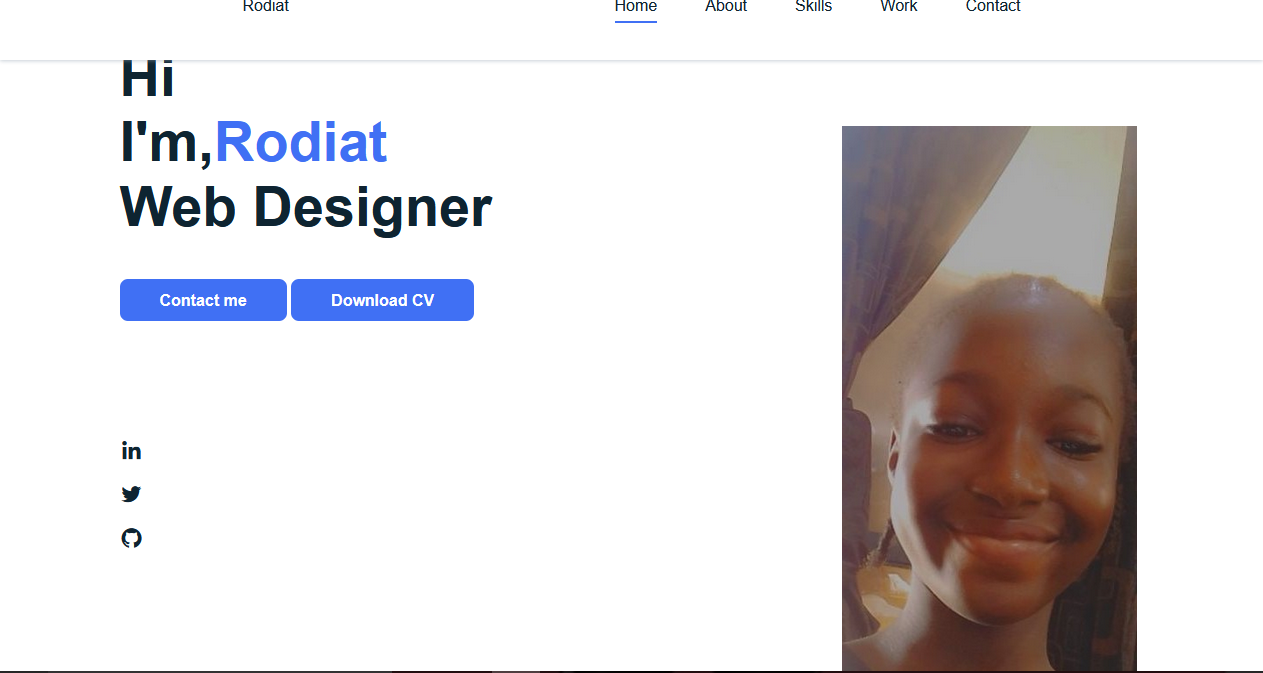 Rodiat Home About Skills Work Contact
Hi
I'm,Rodiat
Web Designer
Contact me Download CV
in